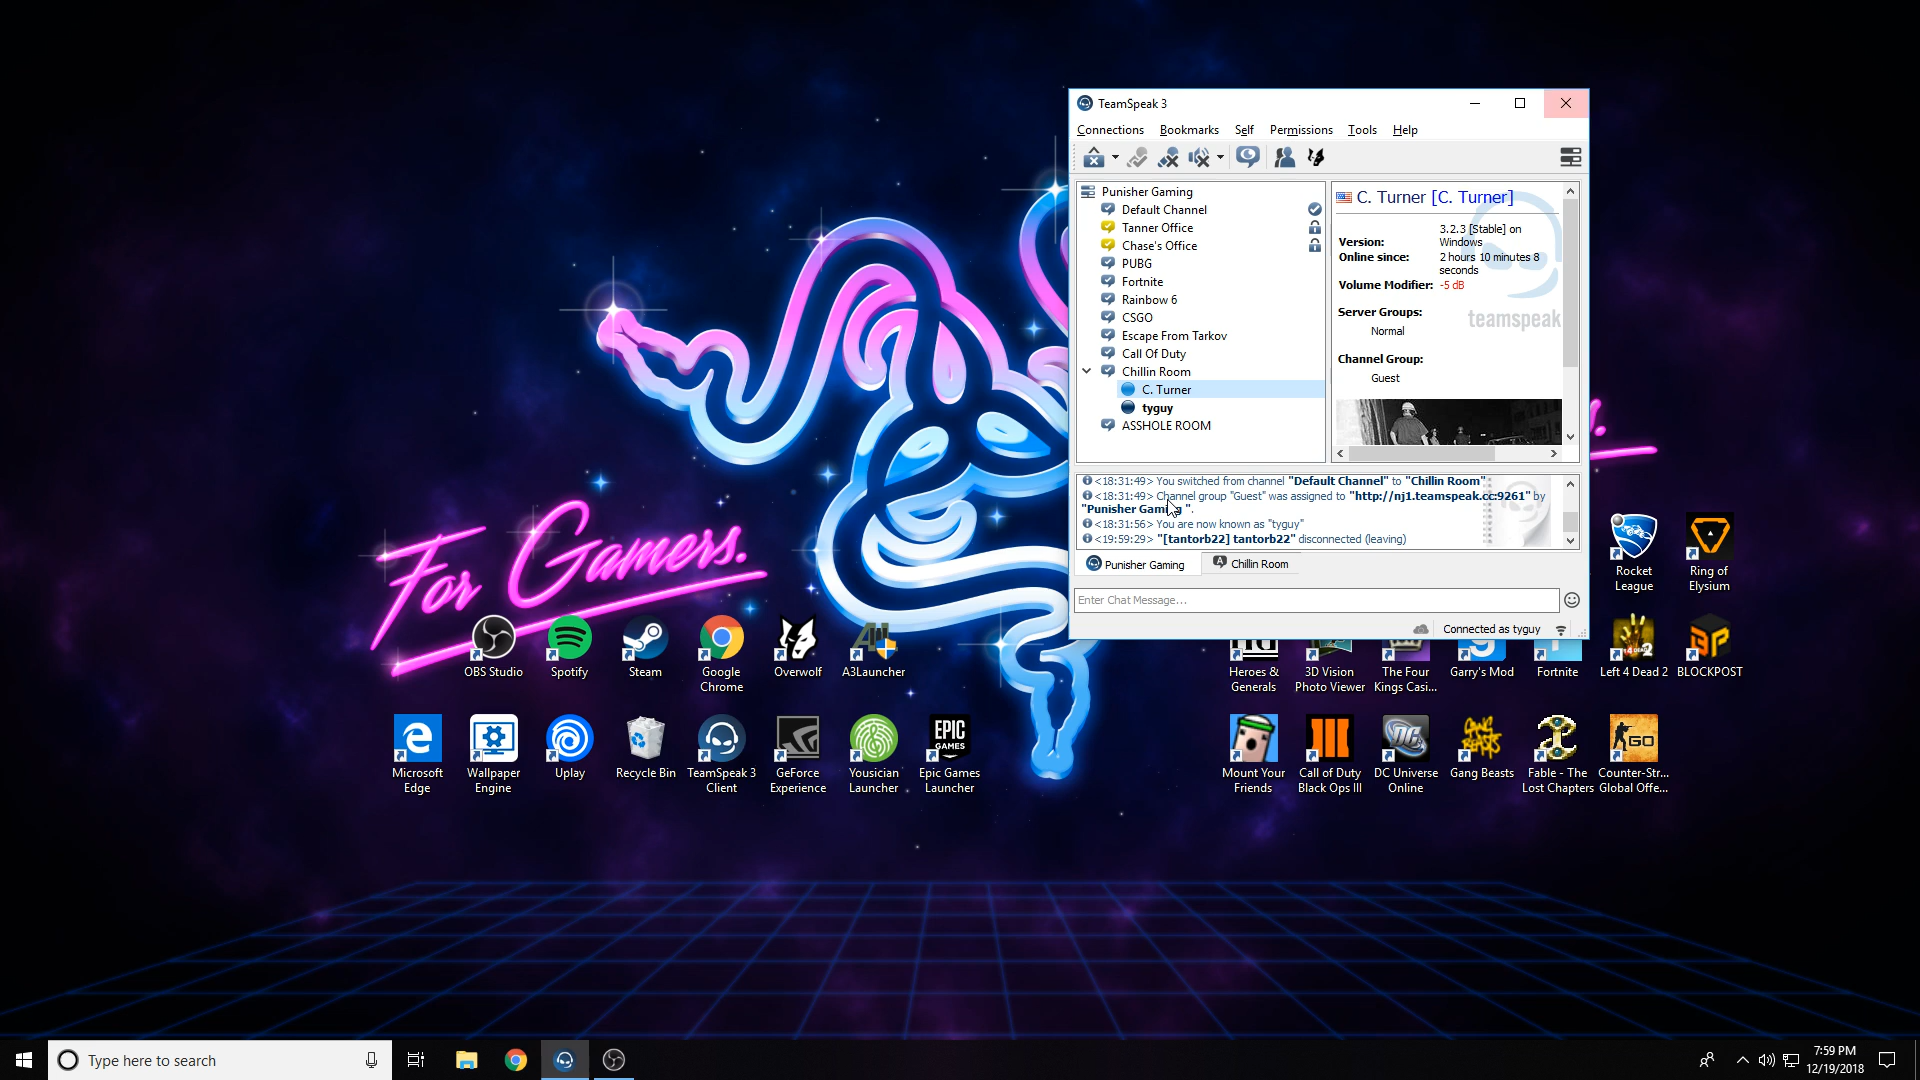 TeamSpeak 3
Connections Bookmarks Self Permissions Tools Help
Punisher Gaming
Default Channel
Tanner Office
Chase's Office
PUBG
Fortnite
Rainbow 6
CSGO
Escape From Tarkov
Call Of Duty
Chillin Room
C. Turner
tyguy
ASSHOLE ROOM
C. Turner [C. Turner]
Version: 3.2.3 [Stable] on
Windows
Online since: 2 hours 10 minutes 8
seconds
Volume Modifier: -5 dB
Server Groups:
Normal
Channel Group:
Guest
teamspeak
<18:31:49> You switched from channel "Default Channel" to "Chillin Room"
<18:31:49> Channel group "Guest" was assigned to "http://nj1.teamspeak.cc:9261" by
"Punisher Gaming ".
<18:31:56> You are now known as "tyguy"
<19:59:29> "[tantorb22] tantorb22" disconnected (leaving)
Punisher Gaming
Chillin Room
Enter Chat Message...
Connected as tyguy
For Gamers.
Rocket
League
Ring of
Elysium
OBS Studio
Spotify
Steam
Google
Chrome
Overwolf
A3Launcher
Heroes &
Generals
3D Vision
Photo Viewer
The Four
Kings Casi...
Garry's Mod
Fortnite
Left 4 Dead 2
BLOCKPOST
EPIC
GAMES
Microsoft
Edge
Wallpaper
Engine
Uplay
Recycle Bin
TeamSpeak 3
Client
GeForce
Experience
Yousician
Launcher
Epic Games
Launcher
GANG
BEASTS
GO
Mount Your
Friends
Call of Duty
Black Ops III
DC Universe
Online
Gang Beasts
Fable - The
Lost Chapters
Counter-Str...
Global Offe...
Type here to search
7:59 PM
12/19/2018